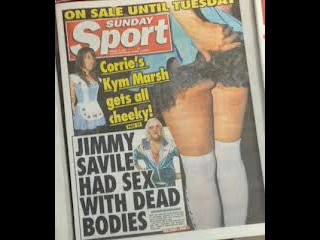 ON SALE UNTIL TUESDAY
SUNDAY
Sport
Corrie's
Kym Marsh
gets all
cheeky!
JIMMY
SAVILE
HAD SEX
WITH DEAD
BODIES